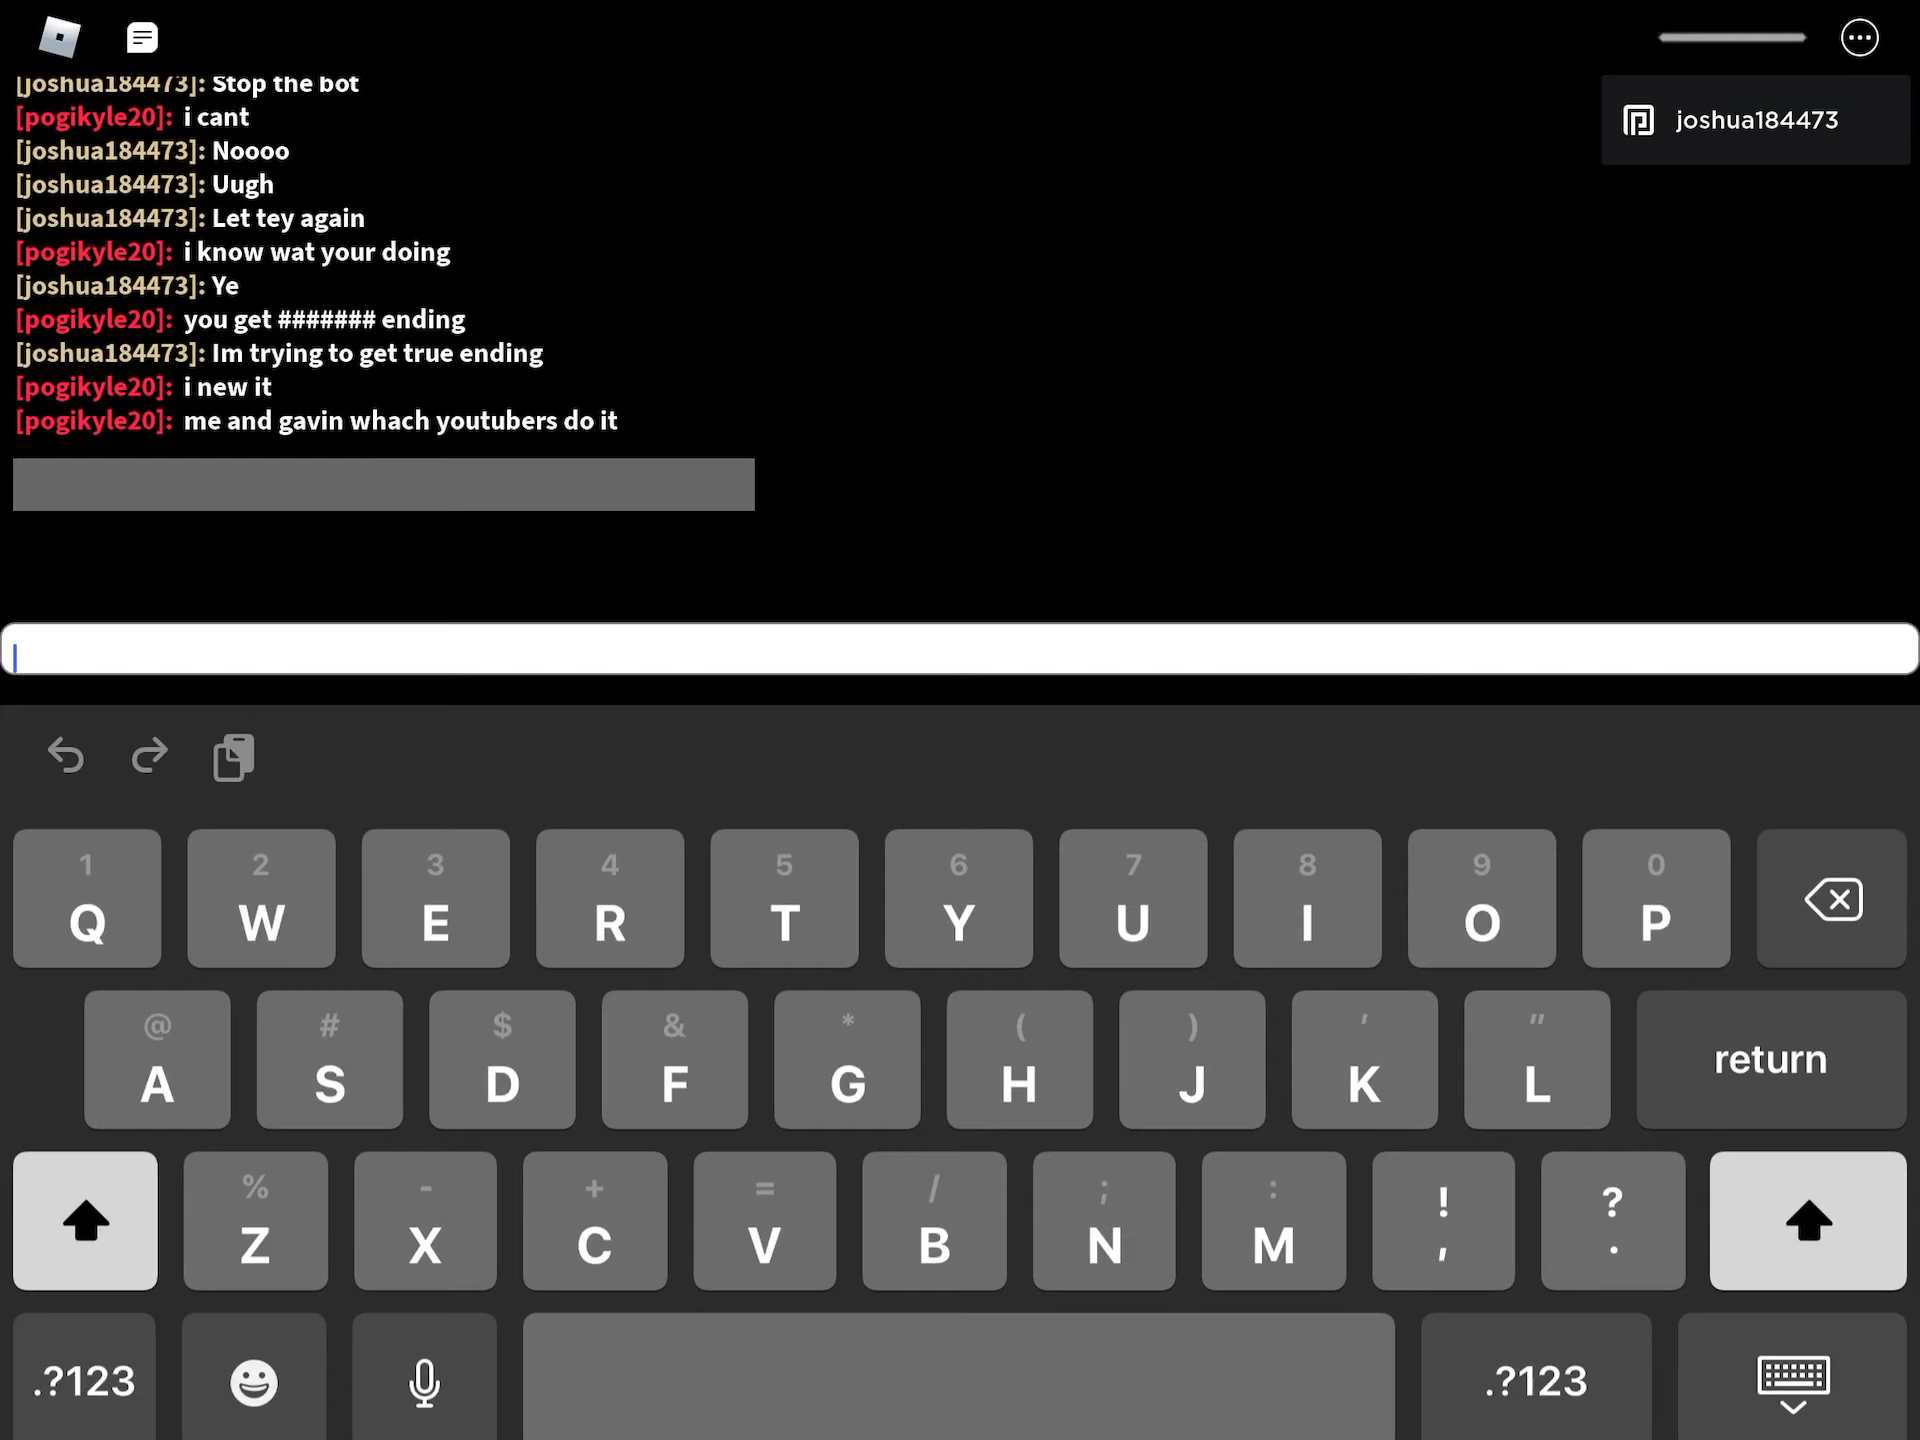 [joshua184473]: Stop the bot
[pogikyle20]: i cant
[joshua184473]: Noooo
[joshua184473]: Uugh
[joshua184473]: Let tey again
[pogikyle20]: i know wat your doing
[joshua184473]: Ye
[pogikyle20]: you get ####### ending
[joshua184473]: Im trying to get true ending
[pogikyle20]: i new it
[pogikyle20]: me and gavin whach youtubers do it
joshua184473
1 2 3 4 5 6 7 8 9 0
Q W E R T Y U I O P
@ # $ & * ( ) ' "
A S D F G H J K L return
% - + = / ; : ! ?
Z X C V B N M , .
.?123 .?123